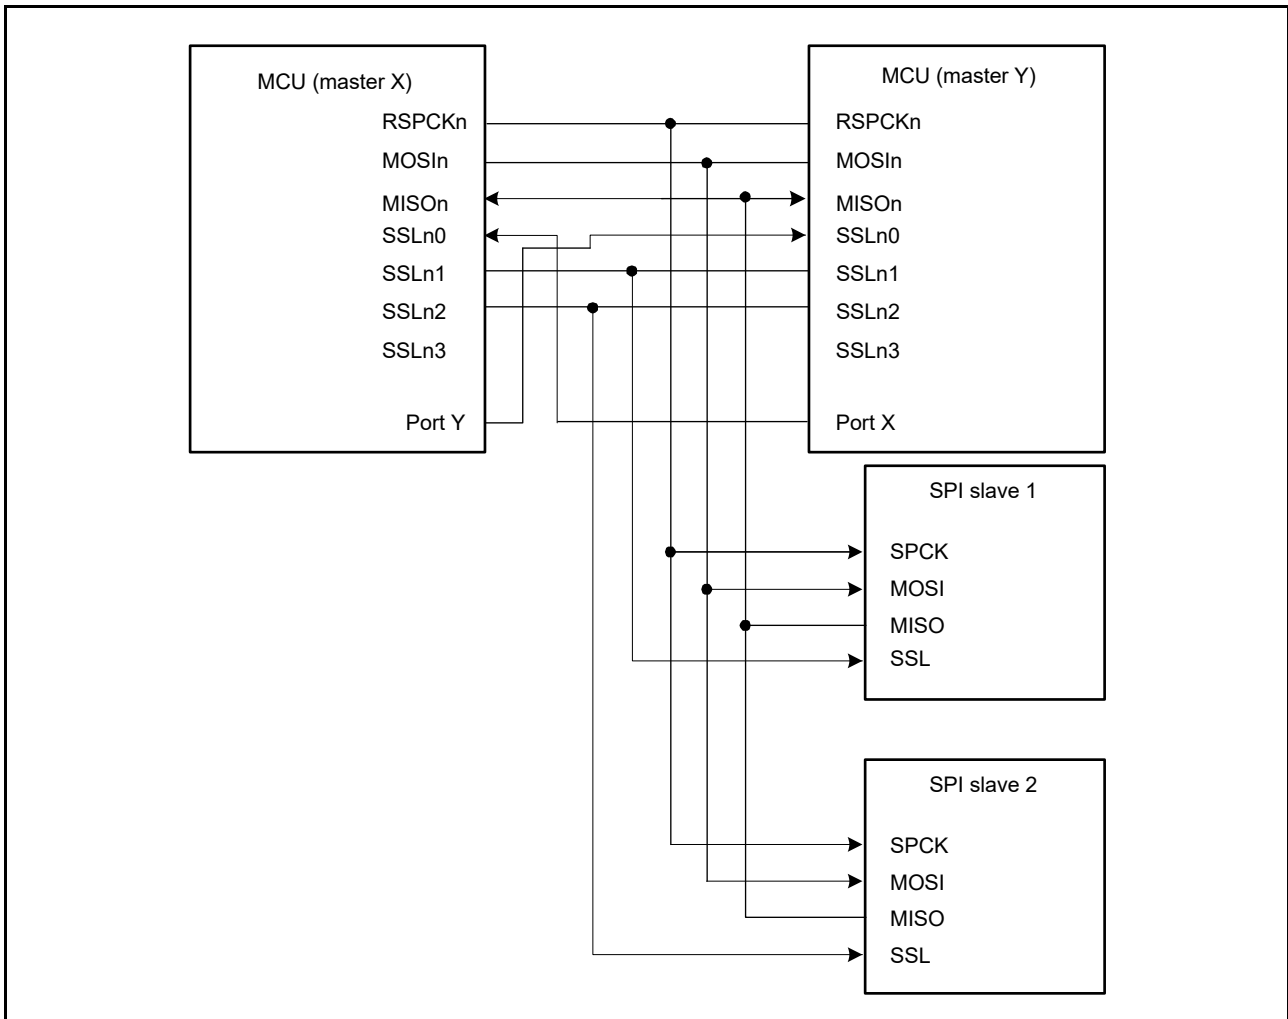 MCU (master X)
RSPCKn
MOSIn
MISOn
SSLn0
SSLn1
SSLn2
SSLn3
Port Y
MCU (master Y)
RSPCKn
MOSIn
MISOn
SSLn0
SSLn1
SSLn2
SSLn3
Port X
SPI slave 1
SPCK
MOSI
MISO
SSL
SPI slave 2
SPCK
MOSI
MISO
SSL